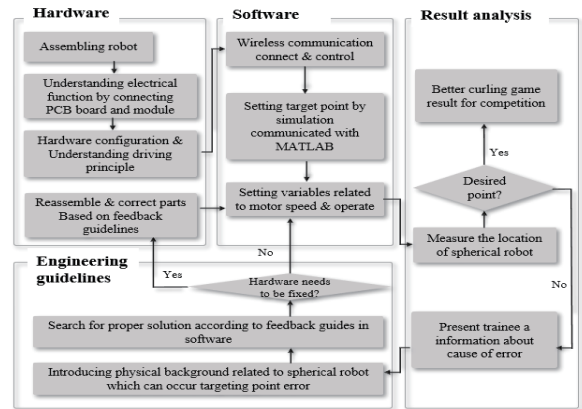 Hardware
Assembling robot
Understanding electrical
function by connecting
PCB board and module
Hardware configuration &
Understanding driving
principle
Reassemble & correct parts
Based on feedback
guidelines
Software
Wireless communication
connect & control
Setting target point by
simulation
communicated with
MATLAB
Setting variables related
to motor speed & operate
Result analysis
Better curling game
result for competition
Yes
Desired
point?
Measure the location
of spherical robot
No
Present trainee a
information about
cause of error
Engineering
guidelines
Yes
No
Hardware needs
to be fixed?
Search for proper solution according to feedback guides in
software
Introducing physical background related to spherical robot
which can occur targeting point error